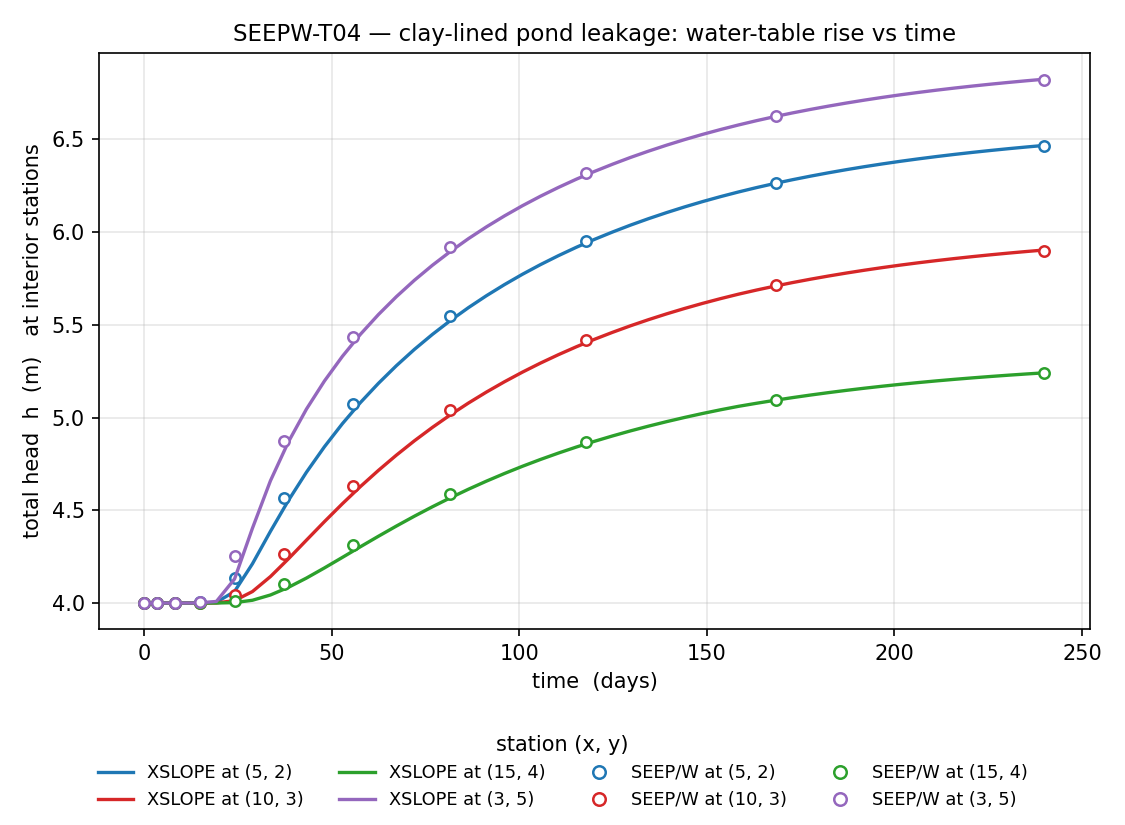 SEEPW-T04 — clay-lined pond leakage: water-table rise vs time
total head  h  (m)   at interior stations
6.5
6.0
5.5
5.0
4.5
4.0
0 50 100 150 200 250
time  (days)
station (x, y)
XSLOPE at (5, 2) XSLOPE at (15, 4) SEEP/W at (5, 2) SEEP/W at (15, 4)
XSLOPE at (10, 3) XSLOPE at (3, 5) SEEP/W at (10, 3) SEEP/W at (3, 5)